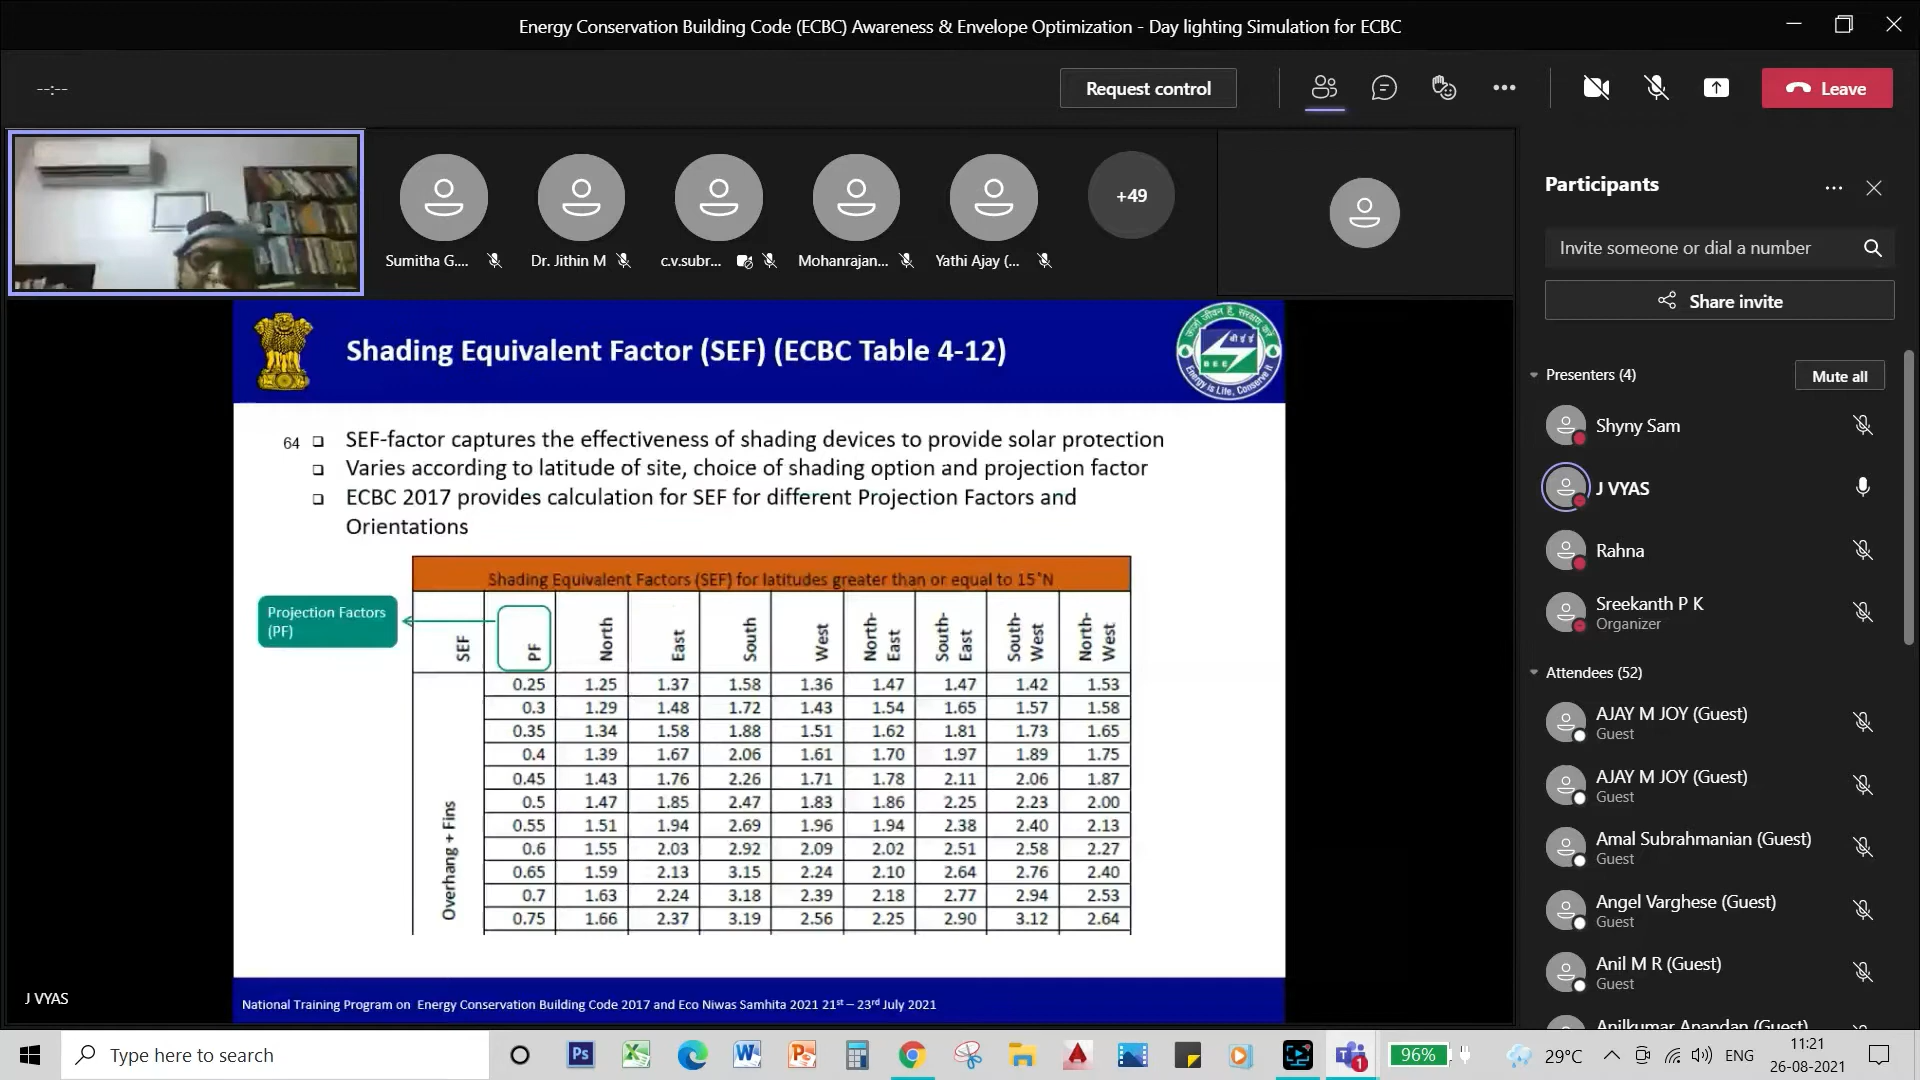 Energy Conservation Building Code (ECBC) Awareness & Envelope Optimization - Day lighting Simulation for ECBC
--:--
Request control
Leave
Sumitha G....
Dr. Jithin M
c.v.subr...
Mohanrajan...
Yathi Ajay (...
+49
Participants
Invite someone or dial a number
Share invite
Presenters (4)
Mute all
Shyny Sam
J VYAS
Rahna
Sreekanth P K
Organizer
Attendees (52)
AJAY M JOY (Guest)
Guest
AJAY M JOY (Guest)
Guest
Amal Subrahmanian (Guest)
Guest
Angel Varghese (Guest)
Guest
Anil M R (Guest)
Guest
Anilkumar Anandan (Guest)
Shading Equivalent Factor (SEF) (ECBC Table 4-12)
BEE
Energy is Life, Conserve it
64
SEF-factor captures the effectiveness of shading devices to provide solar protection
Varies according to latitude of site, choice of shading option and projection factor
ECBC 2017 provides calculation for SEF for different Projection Factors and
Orientations
Projection Factors
(PF)
Shading Equivalent Factors (SEF) for latitudes greater than or equal to 15˚N
SEF PF North East South West North-East South-East South-West North-West
Overhang + Fins
0.25 1.25 1.37 1.58 1.36 1.47 1.47 1.42 1.53
0.3 1.29 1.48 1.72 1.43 1.54 1.65 1.57 1.58
0.35 1.34 1.58 1.88 1.51 1.62 1.81 1.73 1.65
0.4 1.39 1.67 2.06 1.61 1.70 1.97 1.89 1.75
0.45 1.43 1.76 2.26 1.71 1.78 2.11 2.06 1.87
0.5 1.47 1.85 2.47 1.83 1.86 2.25 2.23 2.00
0.55 1.51 1.94 2.69 1.96 1.94 2.38 2.40 2.13
0.6 1.55 2.03 2.92 2.09 2.02 2.51 2.58 2.27
0.65 1.59 2.13 3.15 2.24 2.10 2.64 2.76 2.40
0.7 1.63 2.24 3.18 2.39 2.18 2.77 2.94 2.53
0.75 1.66 2.37 3.19 2.56 2.25 2.90 3.12 2.64
J VYAS
National Training Program on Energy Conservation Building Code 2017 and Eco Niwas Samhita 2021 21st – 23rd July 2021
Type here to search
96%
29°C
ENG
11:21
26-08-2021